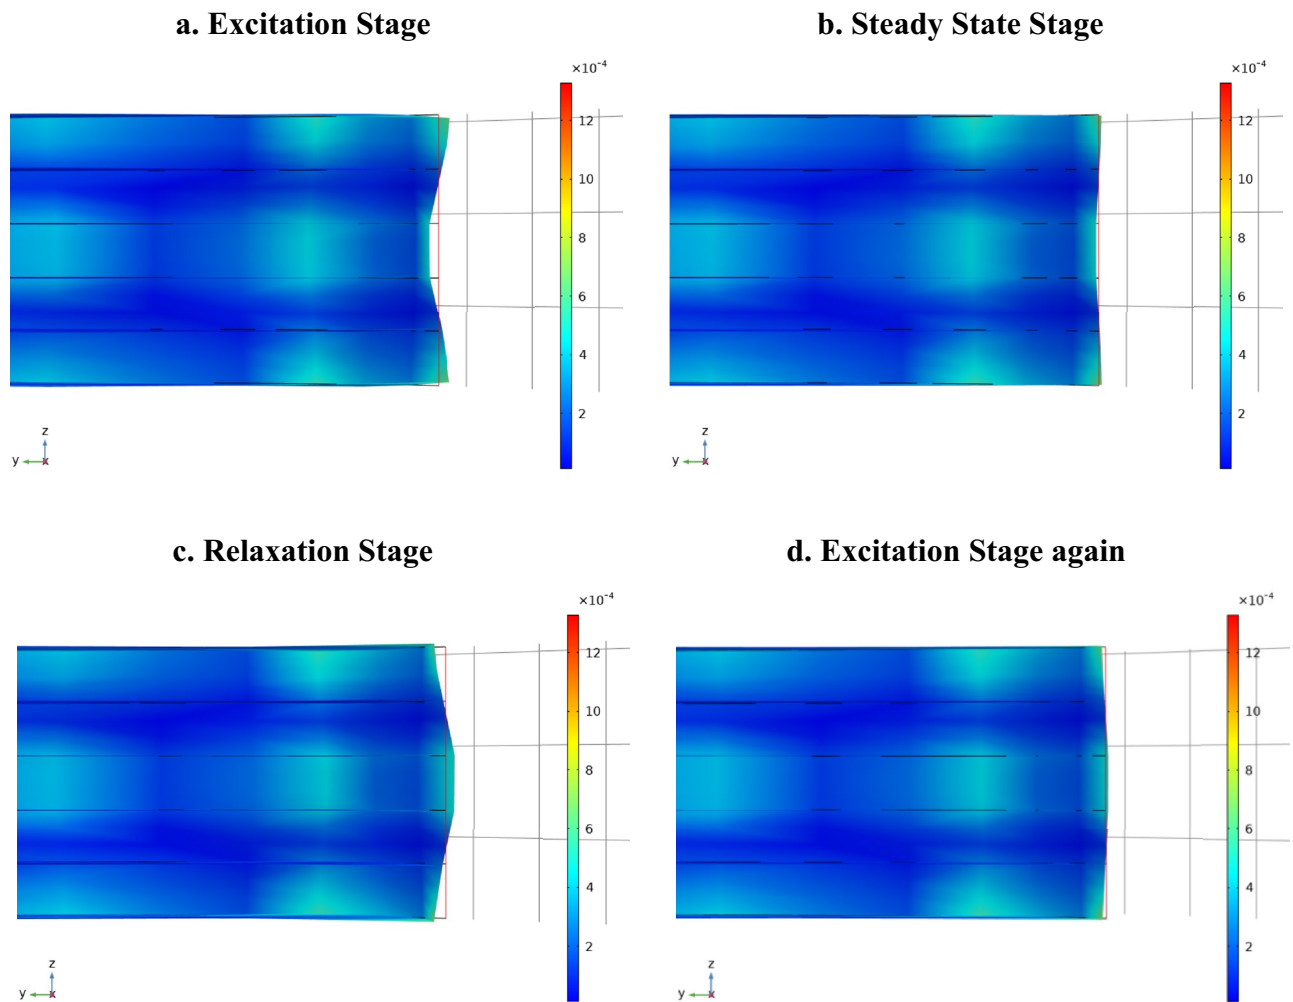 a. Excitation Stage
b. Steady State Stage
×10⁻⁴
12
10
8
6
4
2
z
y
x
×10⁻⁴
12
10
8
6
4
2
z
y
x
c. Relaxation Stage
d. Excitation Stage again
×10⁻⁴
12
10
8
6
4
2
z
y
x
×10⁻⁴
12
10
8
6
4
2
z
y
x